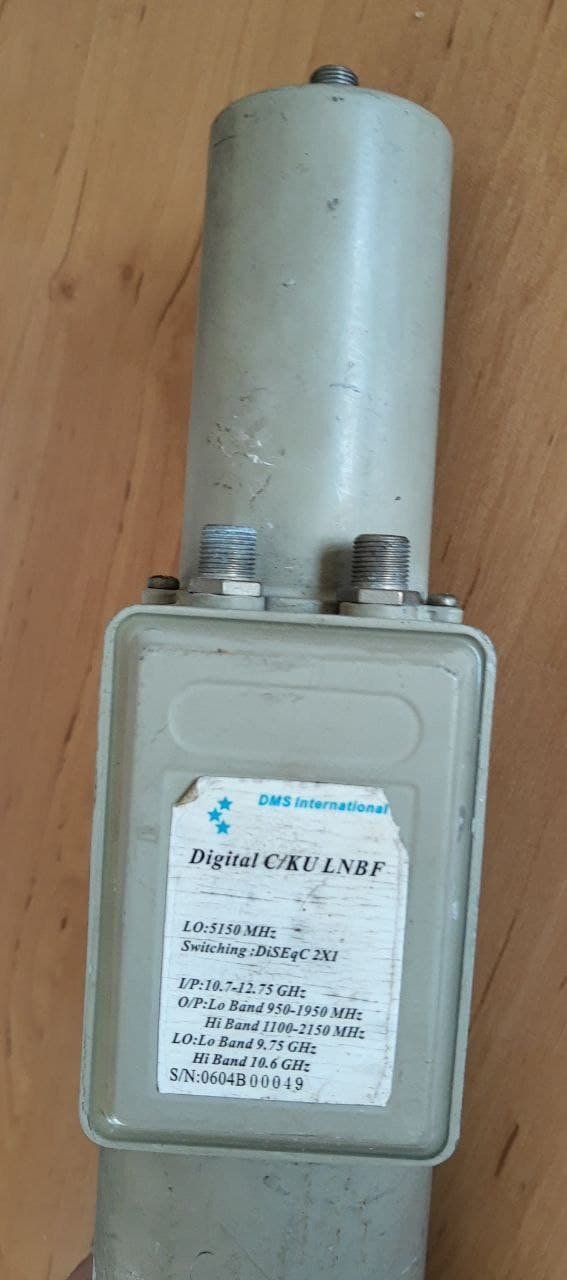 DMS International
Digital C/KU LNBF
LO:5150 MHz
Switching :DiSEqC 2X1
I/P:10.7-12.75 GHz
O/P:Lo Band 950-1950 MHz
Hi Band 1100-2150 MHz
LO:Lo Band 9.75 GHz
Hi Band 10.6 GHz
S/N:0604B00049